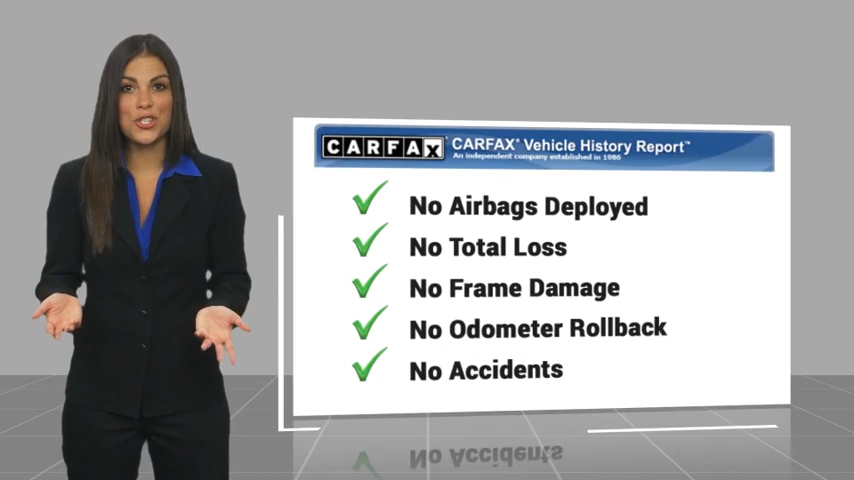 CARFAX
CARFAX® Vehicle History Report™
An independent company established in 1986
No Airbags Deployed
No Total Loss
No Frame Damage
No Odometer Rollback
No Accidents
No Accidents